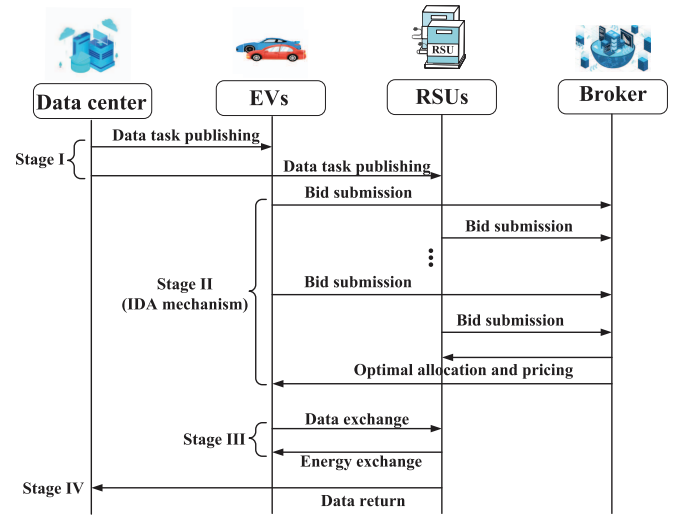 RSU
Data center
EVs
RSUs
Broker
Data task publishing
Stage I
Data task publishing
Bid submission
Bid submission
Stage II
(IDA mechanism)
Bid submission
Bid submission
Optimal allocation and pricing
Data exchange
Stage III
Energy exchange
Stage IV
Data return